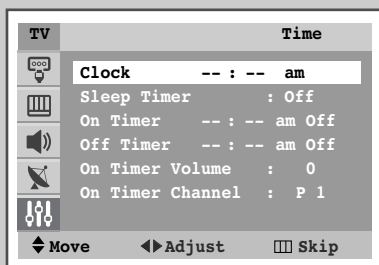 TV Time
Clock -- : -- am
Sleep Timer : Off
On Timer -- : -- am Off
Off Timer -- : -- am Off
On Timer Volume : 0
On Timer Channel : P 1
Move Adjust Skip